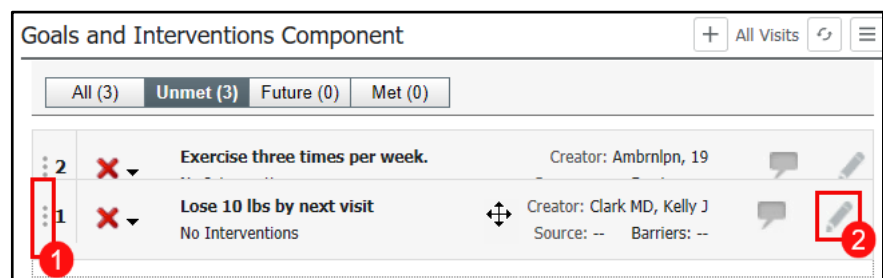 Goals and Interventions Component
All Visits
All (3) Unmet (3) Future (0) Met (0)
2 Exercise three times per week. Creator: Ambrnlpn, 19
1 Lose 10 lbs by next visit Creator: Clark MD, Kelly J
No Interventions Source: -- Barriers: --
1
2